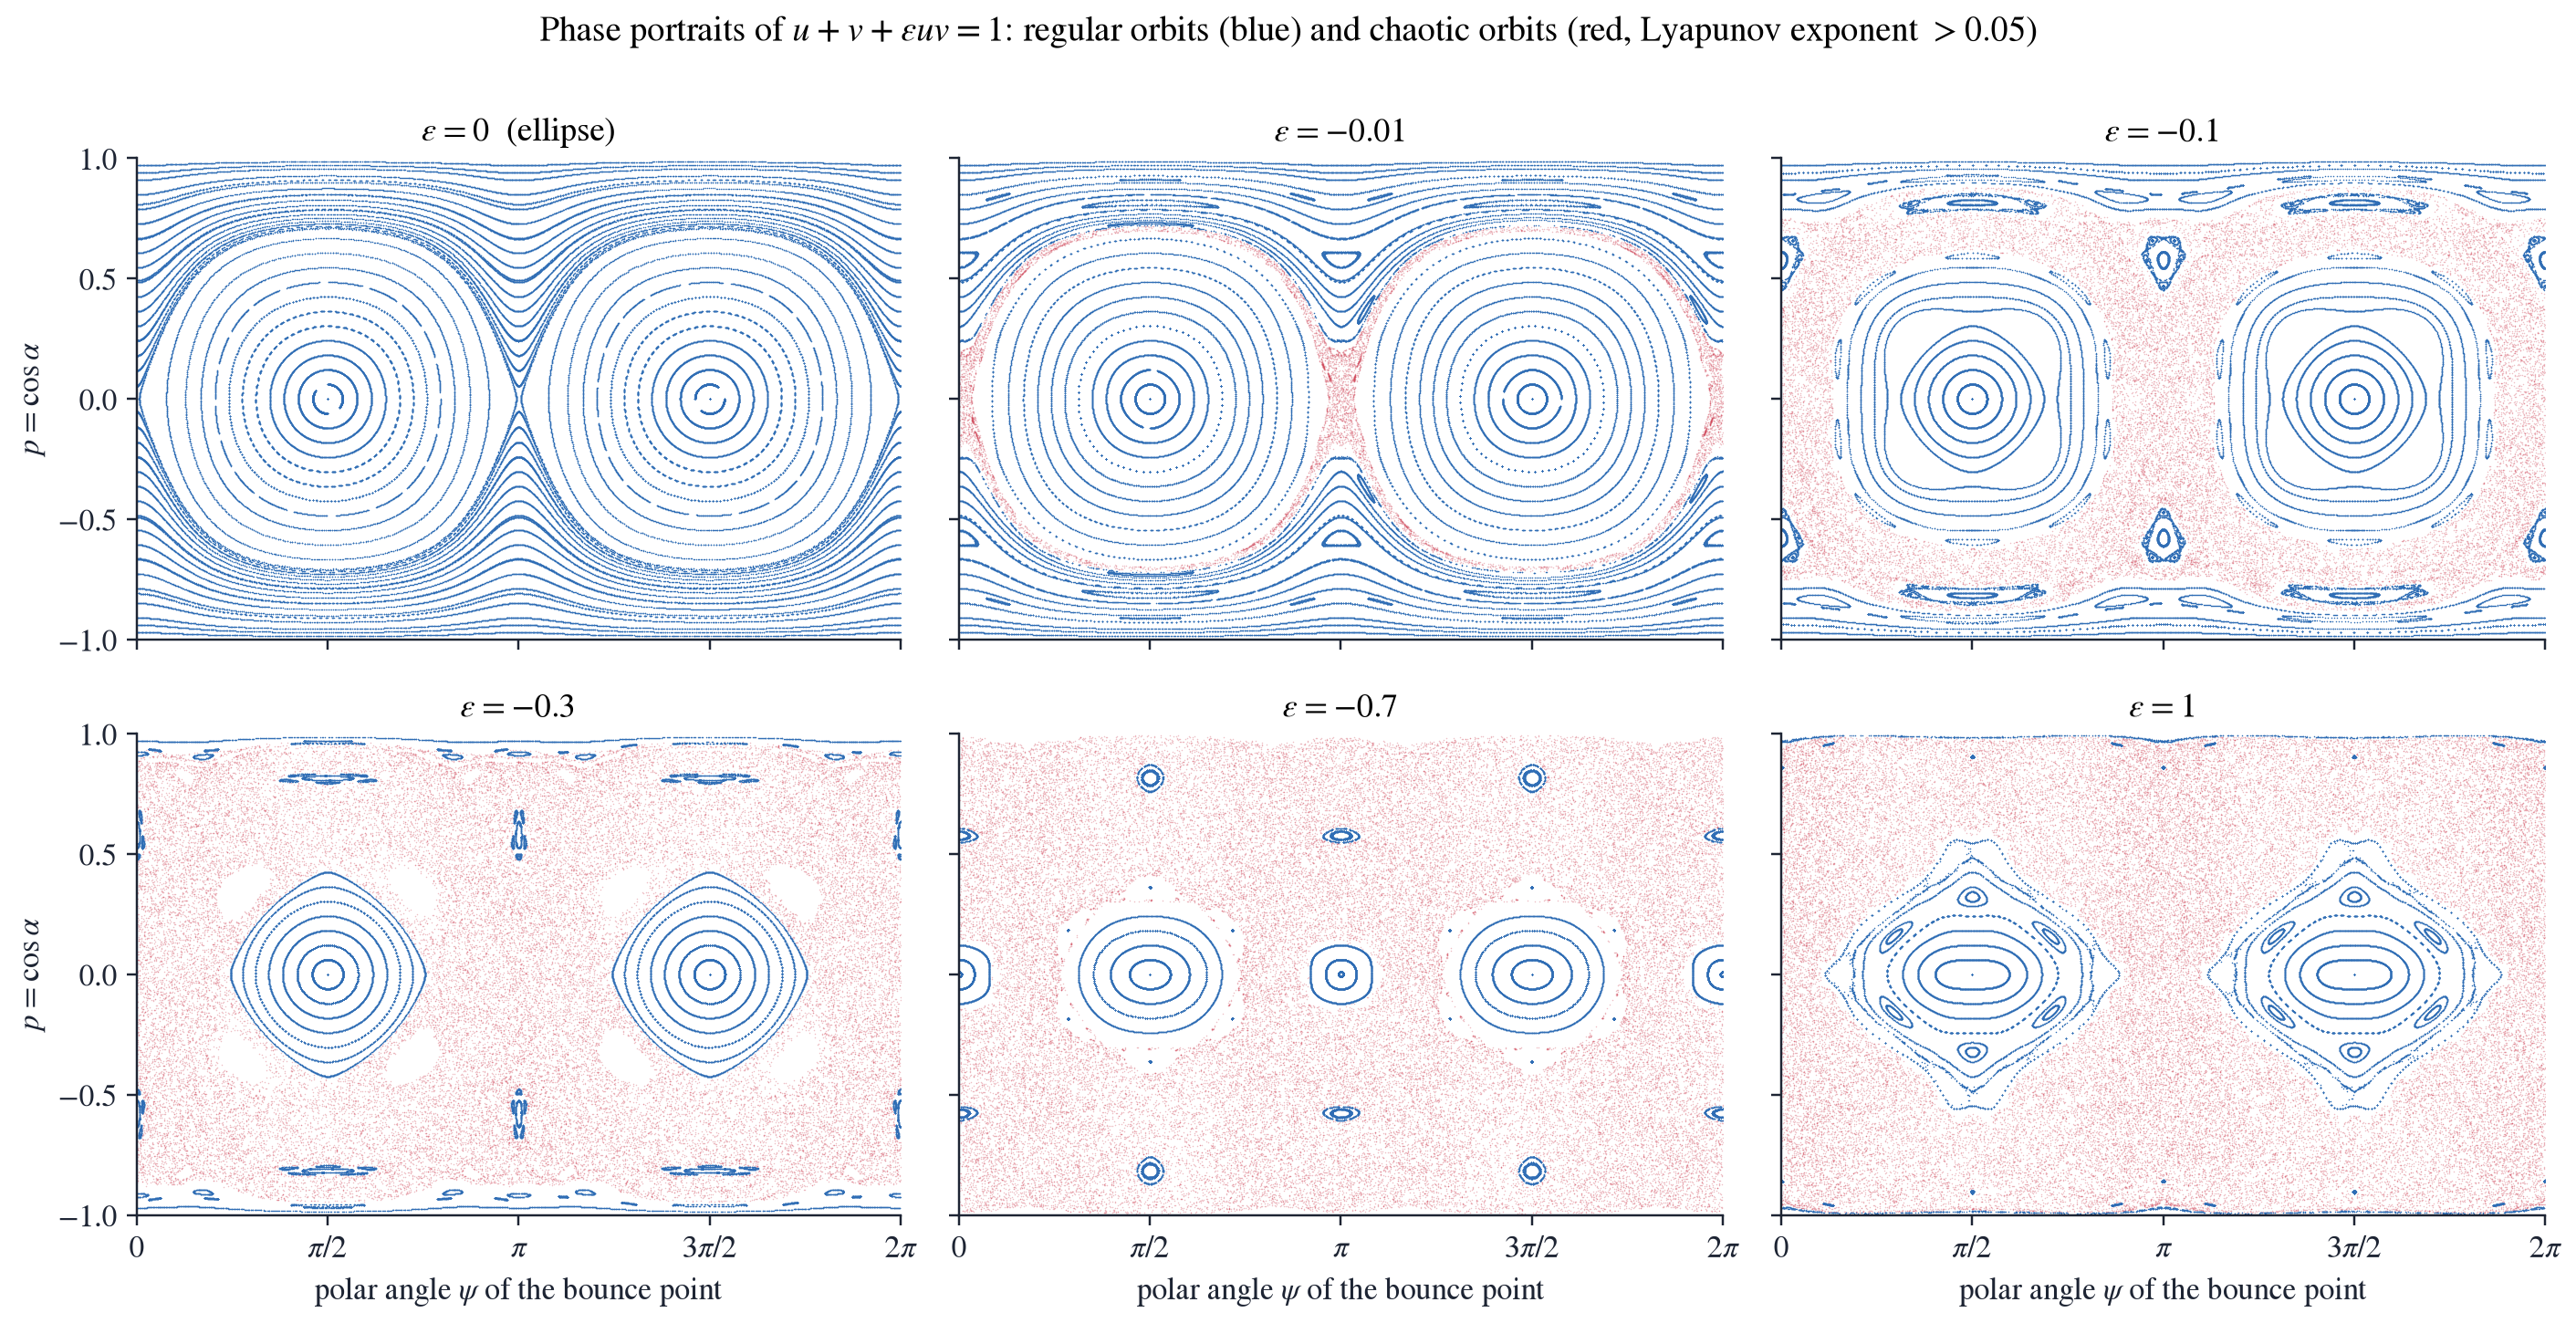 Phase portraits of u + v + εuv = 1: regular orbits (blue) and chaotic orbits (red, Lyapunov exponent > 0.05)
ε = 0 (ellipse)
ε = −0.01
ε = −0.1
1.0
0.5
0.0
−0.5
−1.0
p = cos α
ε = −0.3
ε = −0.7
ε = 1
1.0
0.5
0.0
−0.5
−1.0
p = cos α
0 π/2 π 3π/2 2π
0 π/2 π 3π/2 2π
0 π/2 π 3π/2 2π
polar angle ψ of the bounce point
polar angle ψ of the bounce point
polar angle ψ of the bounce point